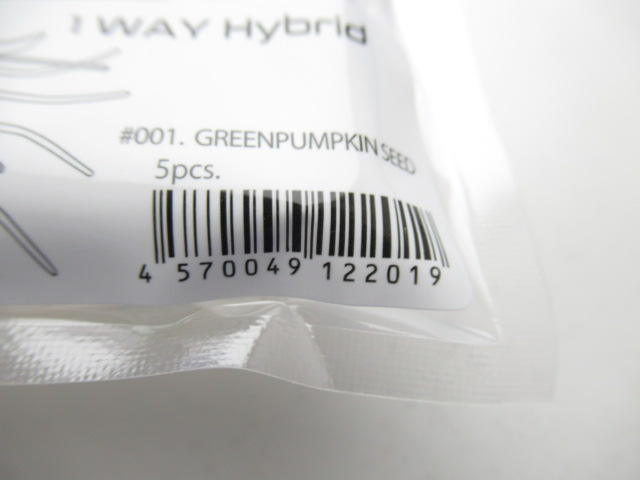 WAY Hybrid
#001. GREENPUMPKIN SEED
5pcs.
4 570049 122019